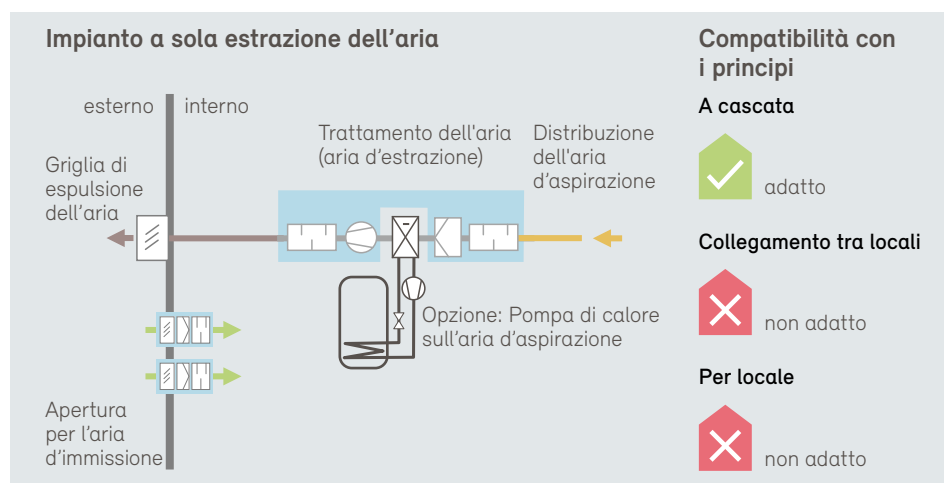 Impianto a sola estrazione dell'aria
esterno
interno
Trattamento dell'aria
(aria d'estrazione)
Distribuzione
dell'aria
d'aspirazione
Griglia di
espulsione
dell'aria
Opzione: Pompa di calore
sull'aria d'aspirazione
Apertura
per l'aria
d'immissione
Compatibilità con
i principi
A cascata
adatto
Collegamento tra locali
non adatto
Per locale
non adatto